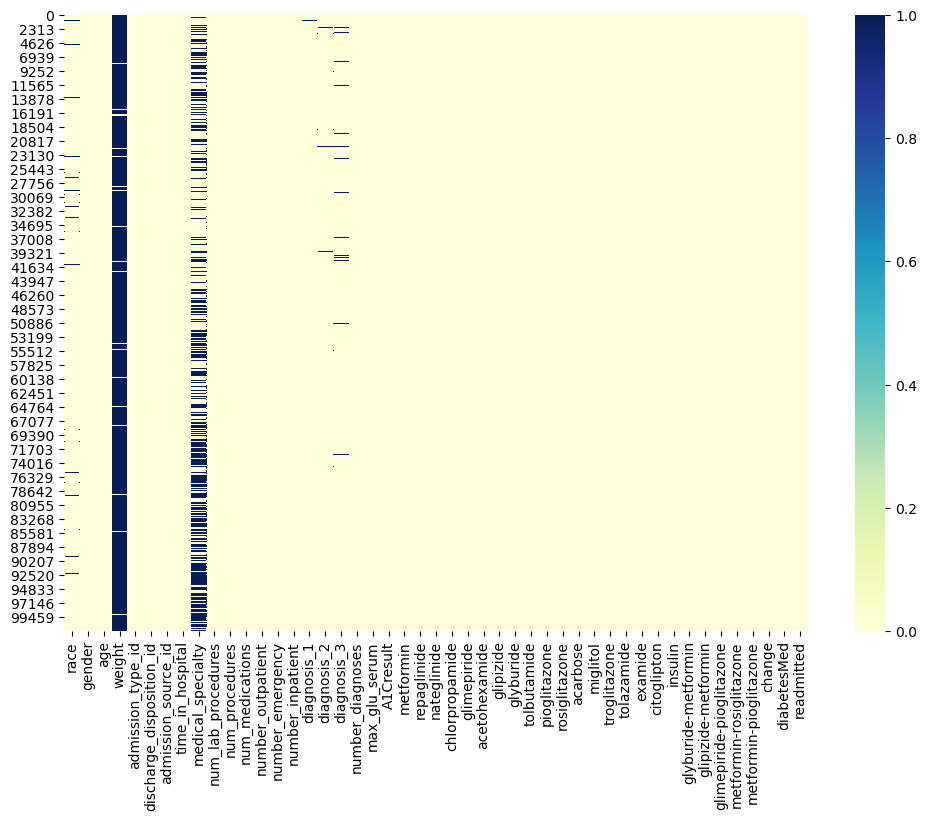 0
2313
4626
6939
9252
11565
13878
16191
18504
20817
23130
25443
27756
30069
32382
34695
37008
39321
41634
43947
46260
48573
50886
53199
55512
57825
60138
62451
64764
67077
69390
71703
74016
76329
78642
80955
83268
85581
87894
90207
92520
94833
97146
99459
race
gender
age
weight
admission_type_id
discharge_disposition_id
admission_source_id
time_in_hospital
medical_specialty
num_lab_procedures
num_procedures
num_medications
number_outpatient
number_emergency
number_inpatient
diagnosis_1
diagnosis_2
diagnosis_3
number_diagnoses
max_glu_serum
A1Cresult
metformin
repaglinide
nateglinide
chlorpropamide
glimepiride
acetohexamide
glipizide
glyburide
tolbutamide
pioglitazone
rosiglitazone
acarbose
miglitol
troglitazone
tolazamide
examide
citoglipton
insulin
glyburide-metformin
glipizide-metformin
glimepiride-pioglitazone
metformin-rosiglitazone
metformin-pioglitazone
change
diabetesMed
readmitted
1.0
0.8
0.6
0.4
0.2
0.0